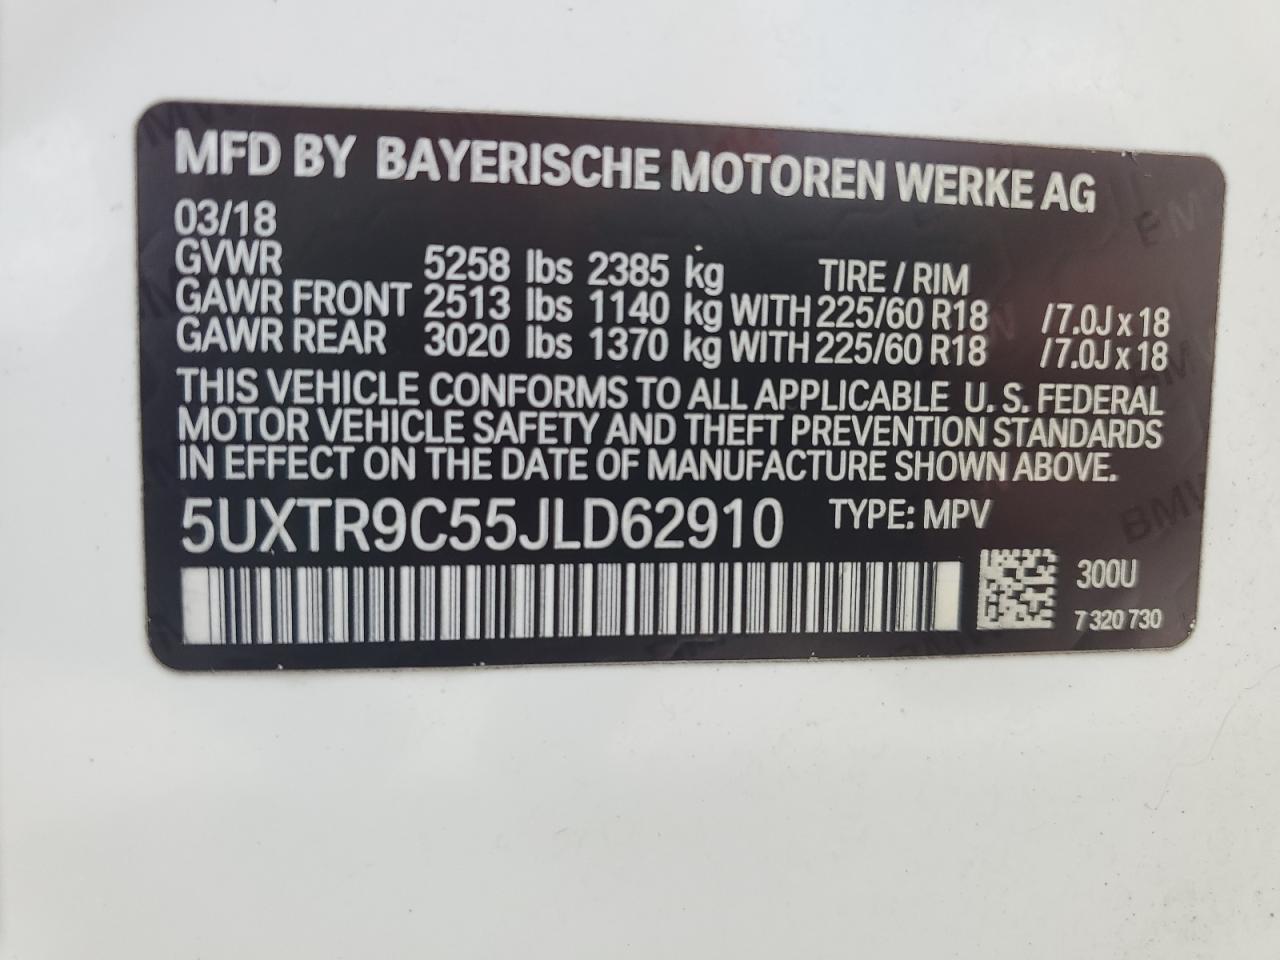 MFD BY BAYERISCHE MOTOREN WERKE AG
03/18
GVWR 5258 lbs 2385 kg TIRE / RIM
GAWR FRONT 2513 lbs 1140 kg WITH 225/60 R18 /7.0J x 18
GAWR REAR 3020 lbs 1370 kg WITH 225/60 R18 /7.0J x 18
THIS VEHICLE CONFORMS TO ALL APPLICABLE U. S. FEDERAL
MOTOR VEHICLE SAFETY AND THEFT PREVENTION STANDARDS
IN EFFECT ON THE DATE OF MANUFACTURE SHOWN ABOVE.
5UXTR9C55JLD62910 TYPE: MPV
300U
7 320 730